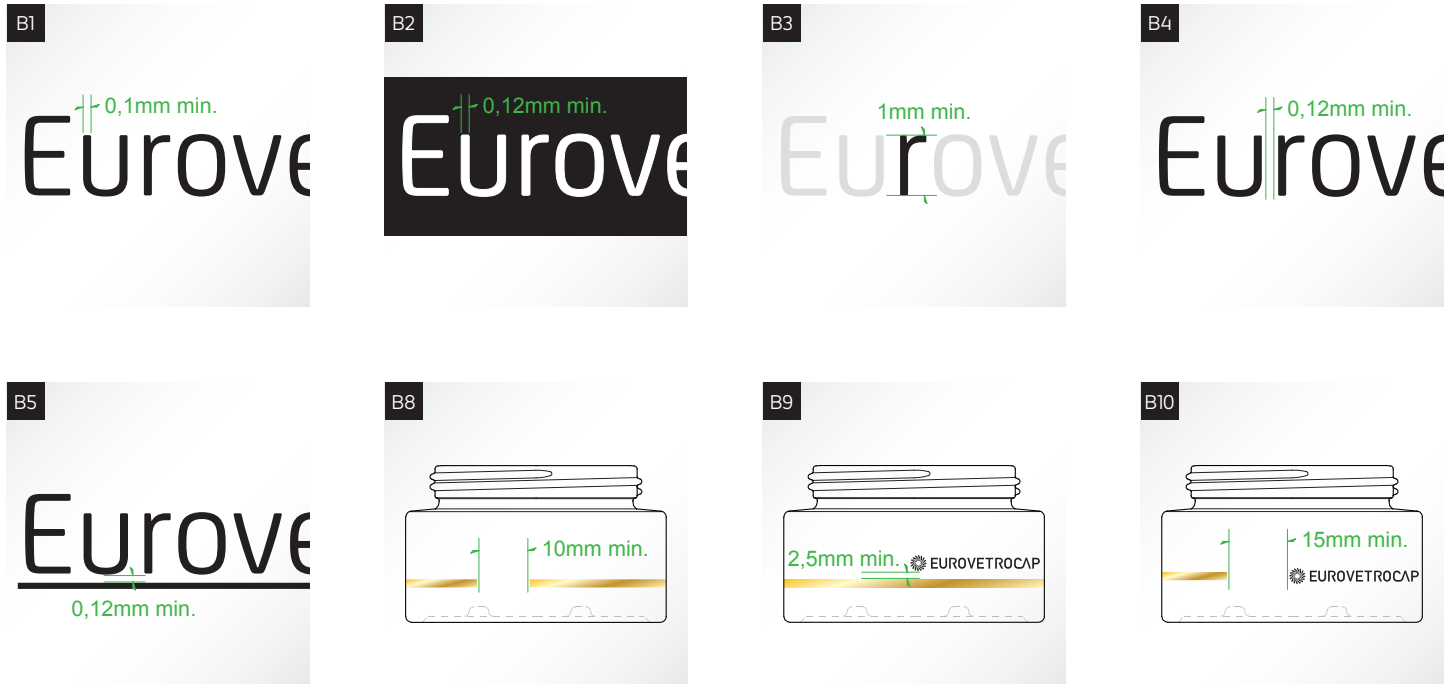 B1
0,1mm min.
Eurove
B2
0,12mm min.
Eurove
B3
1mm min.
Eurove
B4
0,12mm min.
Eurove
B5
Eurove
0,12mm min.
B8
10mm min.
B9
2,5mm min.
EUROVETROCAP
B10
15mm min.
EUROVETROCAP